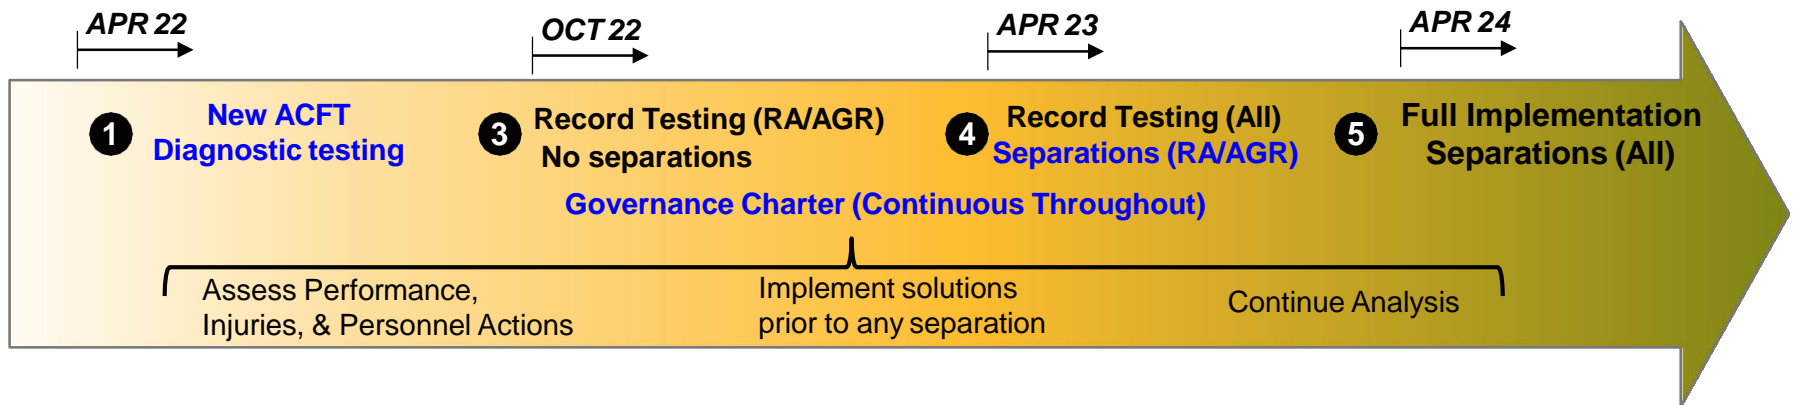 APR 22
OCT 22
APR 23
APR 24
1
New ACFT
Diagnostic testing
3
Record Testing (RA/AGR)
No separations
4
Record Testing (All)
Separations (RA/AGR)
5
Full Implementation
Separations (All)
Governance Charter (Continuous Throughout)
Assess Performance,
Injuries, & Personnel Actions
Implement solutions
prior to any separation
Continue Analysis